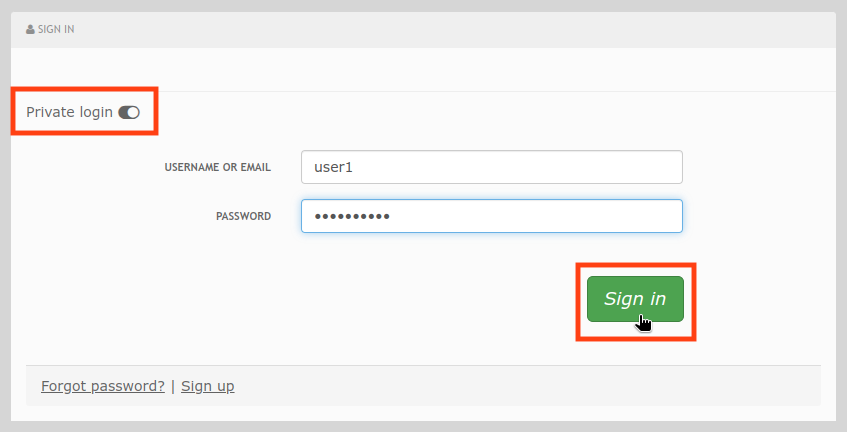 SIGN IN
Private login
USERNAME OR EMAIL
user1
PASSWORD
••••••••••
Sign in
Forgot password? | Sign up